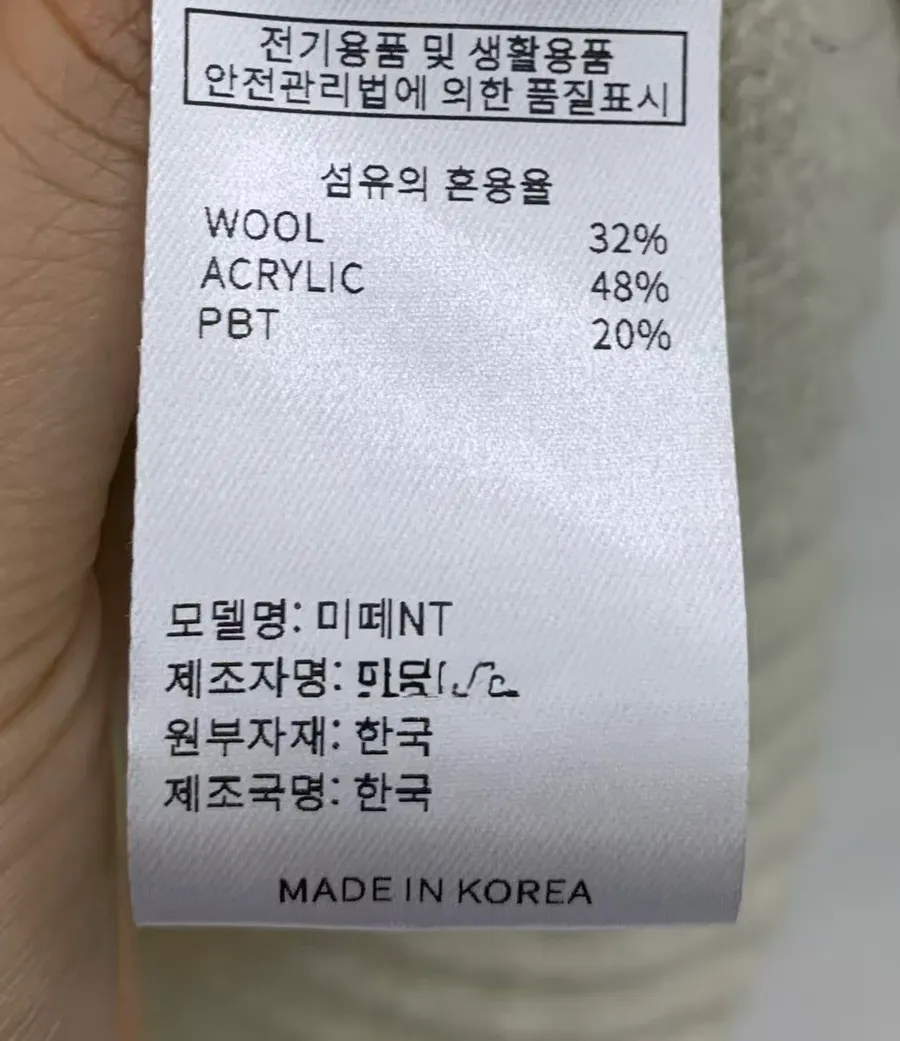 전기용품 및 생활용품
안전관리법에 의한 품질표시
섬유의 혼용율
WOOL 32%
ACRYLIC 48%
PBT 20%
모델명: 미떼NT
제조자명:
원부자재: 한국
제조국명: 한국
MADE IN KOREA